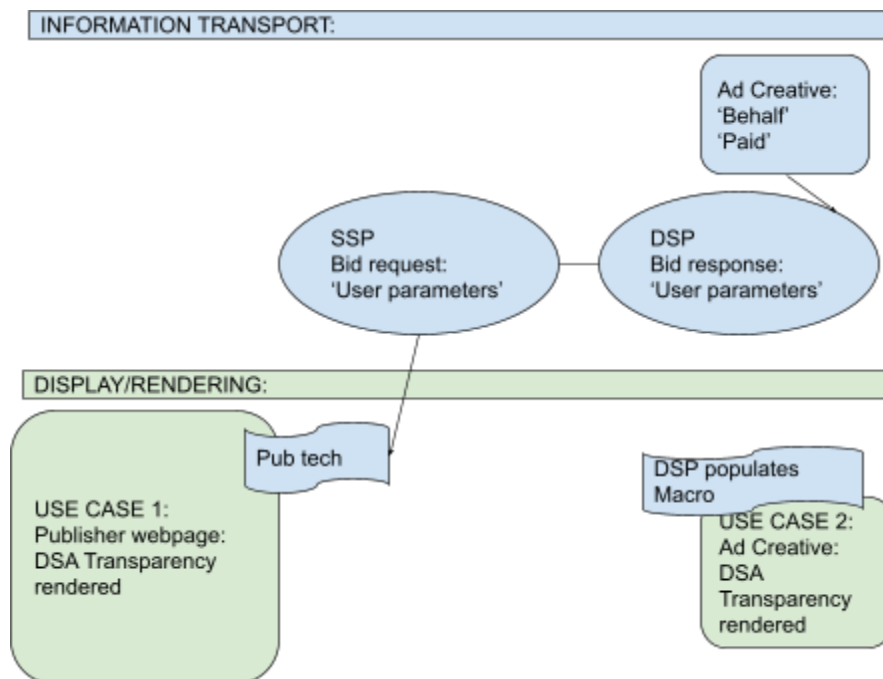 INFORMATION TRANSPORT:
Ad Creative:
‘Behalf’
‘Paid’
SSP
Bid request:
‘User parameters’
DSP
Bid response:
‘User parameters’
DISPLAY/RENDERING:
Pub tech
USE CASE 1:
Publisher webpage:
DSA Transparency
rendered
DSP populates
Macro
USE CASE 2:
Ad Creative:
DSA
Transparency
rendered